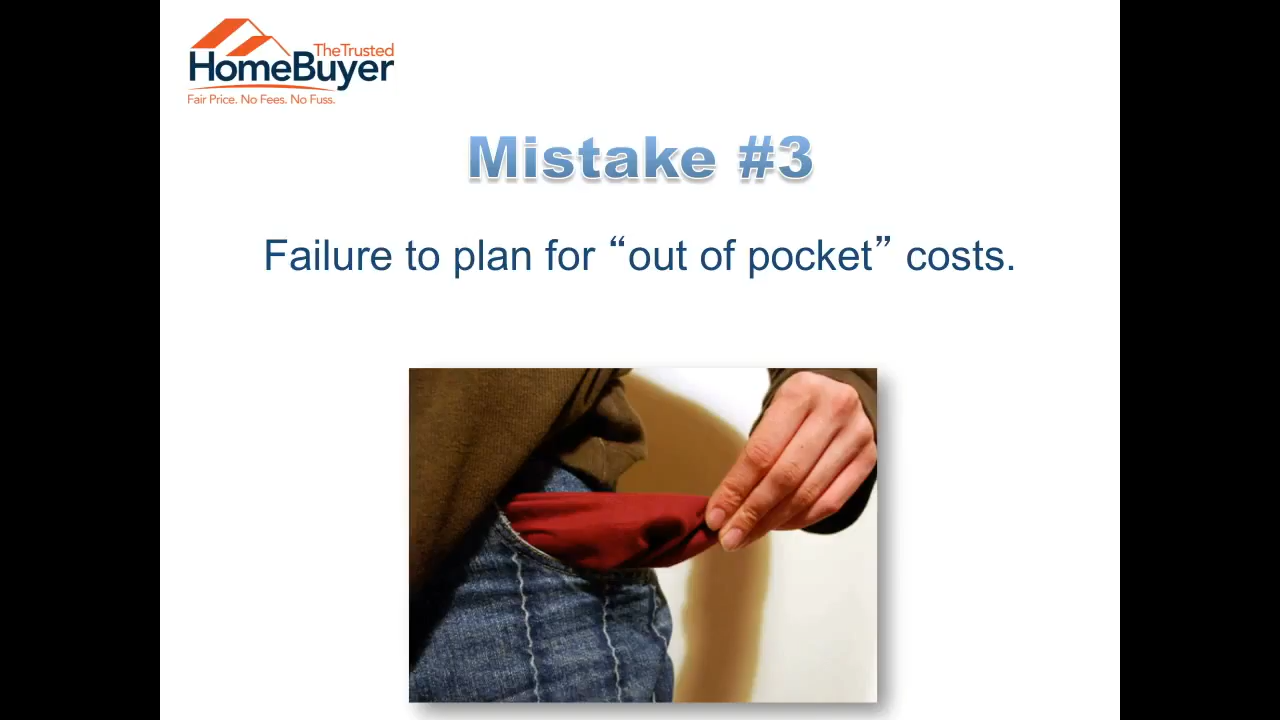 TheTrusted
HomeBuyer
Fair Price. No Fees. No Fuss.
Mistake #3
Failure to plan for “out of pocket” costs.